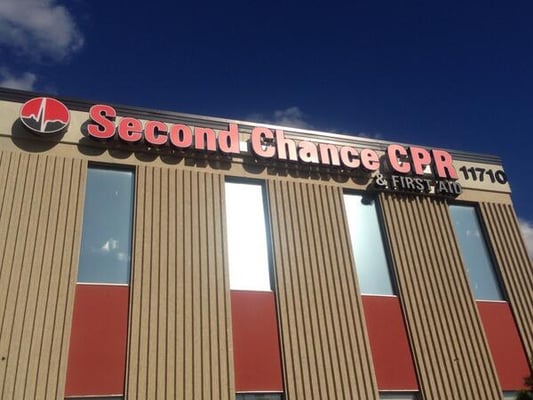 Second Chance CPR
& FIRST AID
11710